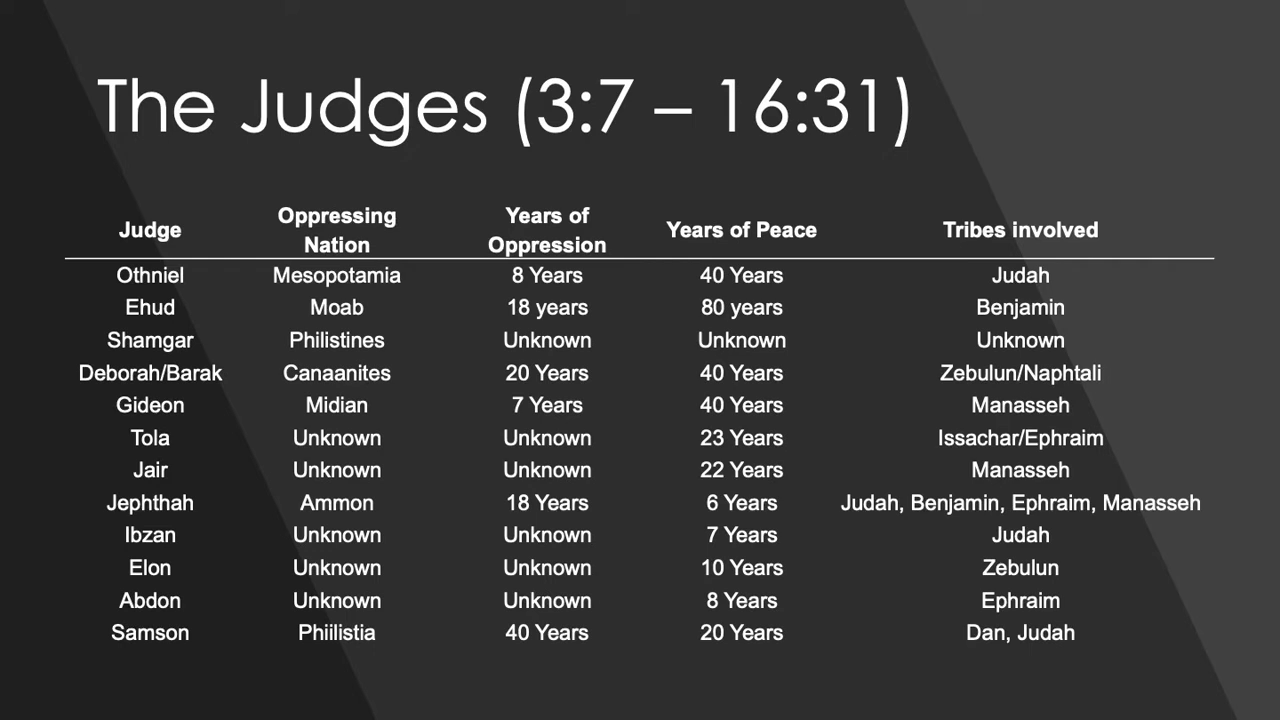 The Judges (3:7 – 16:31)
Judge Oppressing Nation Years of Oppression Years of Peace Tribes involved
Othniel Mesopotamia 8 Years 40 Years Judah
Ehud Moab 18 years 80 years Benjamin
Shamgar Philistines Unknown Unknown Unknown
Deborah/Barak Canaanites 20 Years 40 Years Zebulun/Naphtali
Gideon Midian 7 Years 40 Years Manasseh
Tola Unknown Unknown 23 Years Issachar/Ephraim
Jair Unknown Unknown 22 Years Manasseh
Jephthah Ammon 18 Years 6 Years Judah, Benjamin, Ephraim, Manasseh
Ibzan Unknown Unknown 7 Years Judah
Elon Unknown Unknown 10 Years Zebulun
Abdon Unknown Unknown 8 Years Ephraim
Samson Phiilistia 40 Years 20 Years Dan, Judah